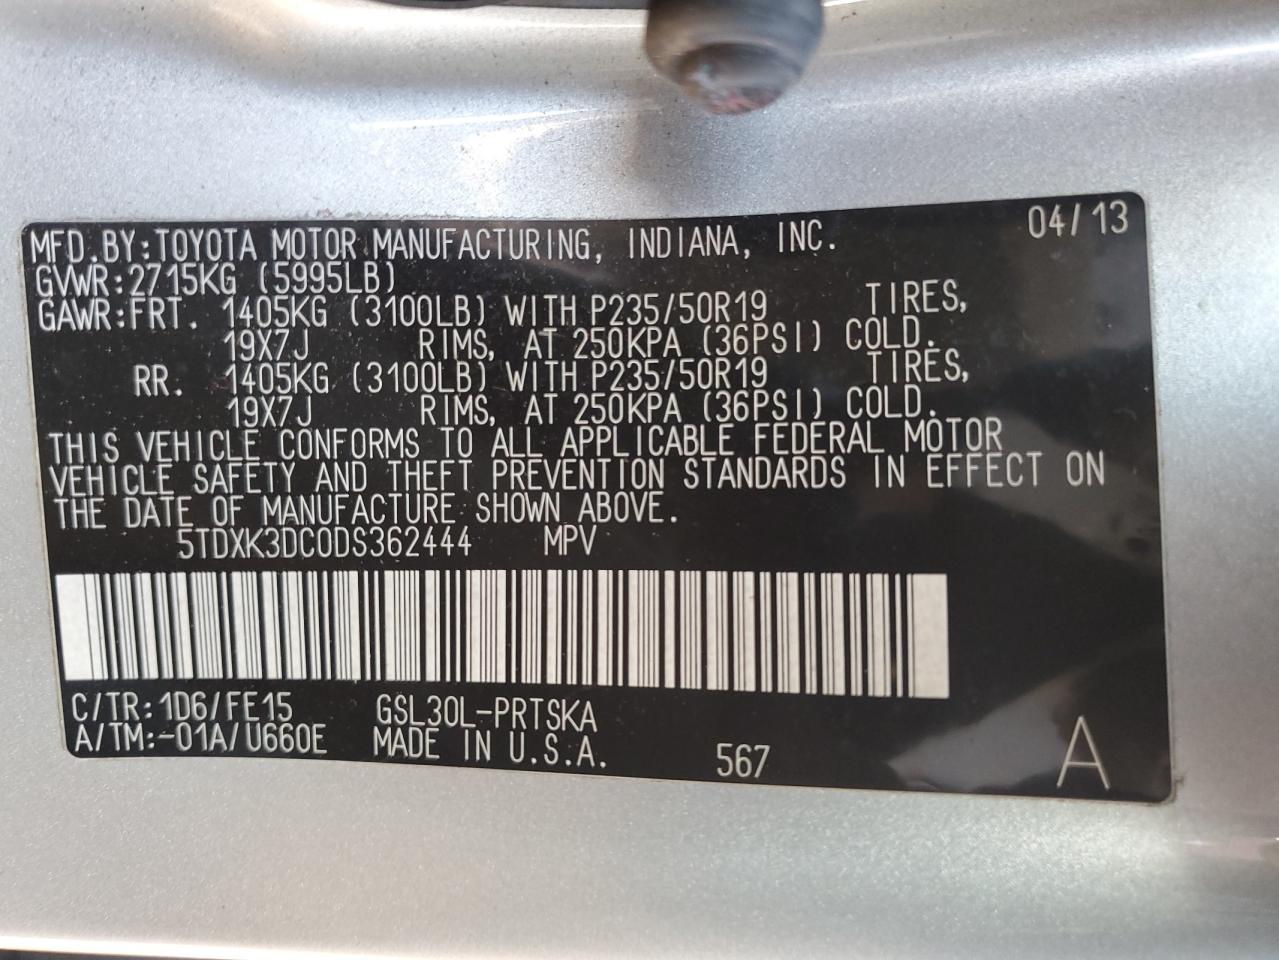 04/13
MFD.BY:TOYOTA MOTOR MANUFACTURING, INDIANA, INC.
GVWR:2715KG (5995LB)
GAWR:FRT. 1405KG (3100LB) WITH P235/50R19 TIRES,
19X7J RIMS, AT 250KPA (36PSI) COLD.
RR. 1405KG (3100LB) WITH P235/50R19 TIRES,
19X7J RIMS, AT 250KPA (36PSI) COLD.
THIS VEHICLE CONFORMS TO ALL APPLICABLE FEDERAL MOTOR
VEHICLE SAFETY AND THEFT PREVENTION STANDARDS IN EFFECT ON
THE DATE OF MANUFACTURE SHOWN ABOVE.
5TDXK3DC0DS362444 MPV
C/TR:1D6/FE15 GSL30L-PRTSKA
A/TM:-01A/U660E MADE IN U.S.A. 567 A